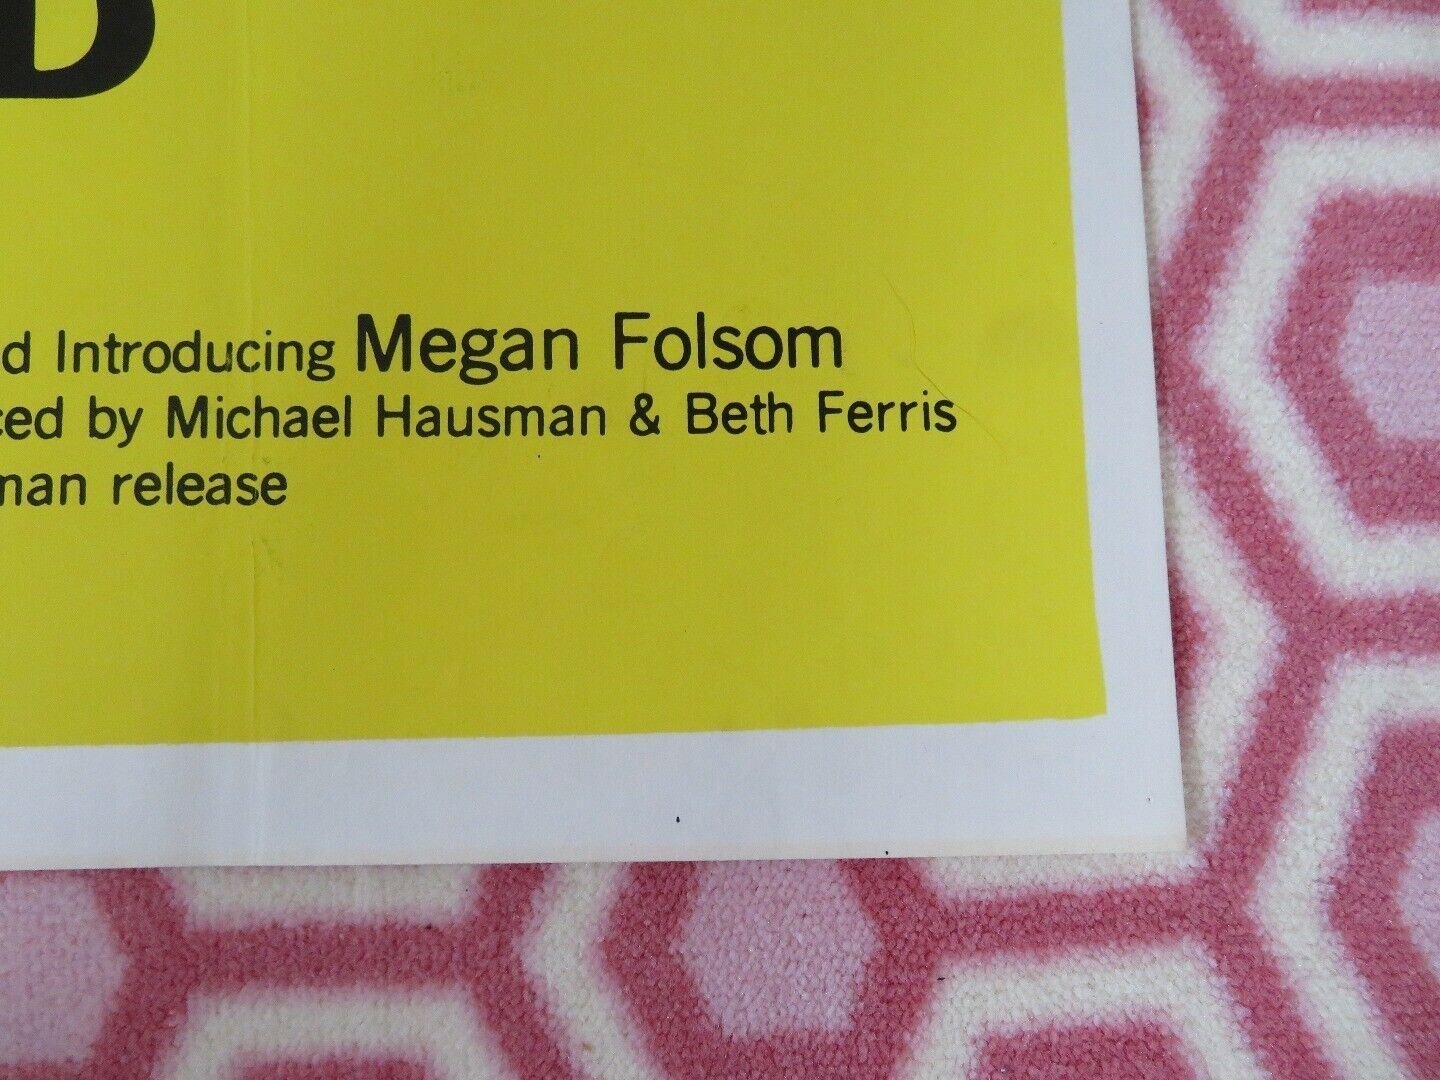 D
d Introducing Megan Folsom
ced by Michael Hausman & Beth Ferris
man release